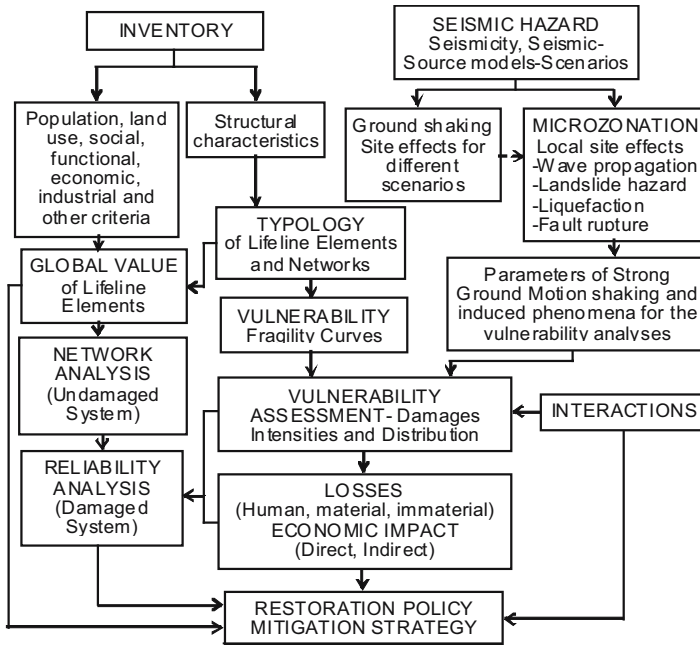 INVENTORY
SEISMIC HAZARD
Seismicity, Seismic-
Source models-Scenarios
Population, land
use, social,
functional,
economic,
industrial and
other criteria
Structural
characteristics
Ground shaking
Site effects for
different
scenarios
MICROZONATION
Local site effects
-Wave propagation
-Landslide hazard
-Liquefaction
-Fault rupture
TYPOLOGY
of Lifeline Elements
and Networks
GLOBAL VALUE
of Lifeline
Elements
Parameters of Strong
Ground Motion shaking and
induced phenomena for the
vulnerability analyses
VULNERABILITY
Fragility Curves
NETWORK
ANALYSIS
(Undamaged
System)
VULNERABILITY
ASSESSMENT- Damages
Intensities and Distribution
INTERACTIONS
RELIABILITY
ANALYSIS
(Damaged
System)
LOSSES
(Human, material, immaterial)
ECONOMIC IMPACT
(Direct, Indirect)
RESTORATION POLICY
MITIGATION STRATEGY